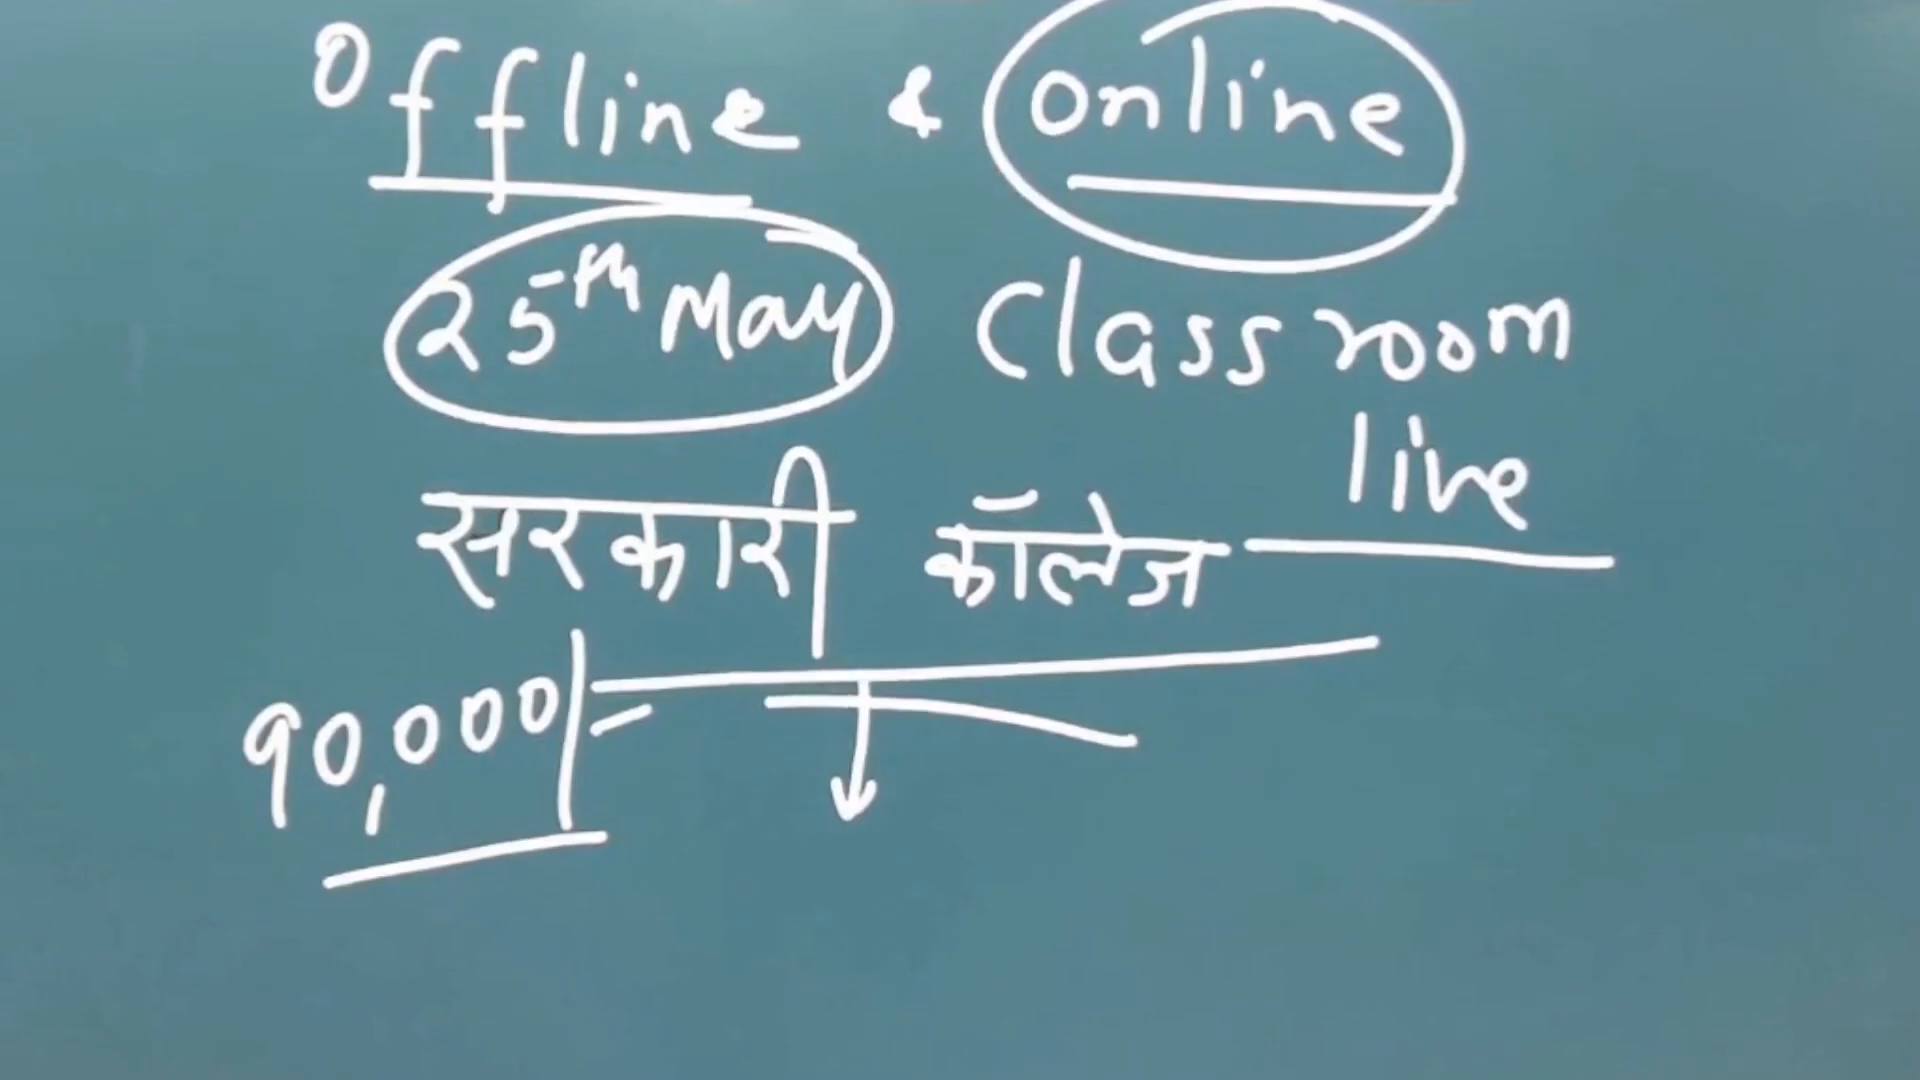 Offline & online
25th May Classroom
live
सरकारी कॉलेज
90,000/=